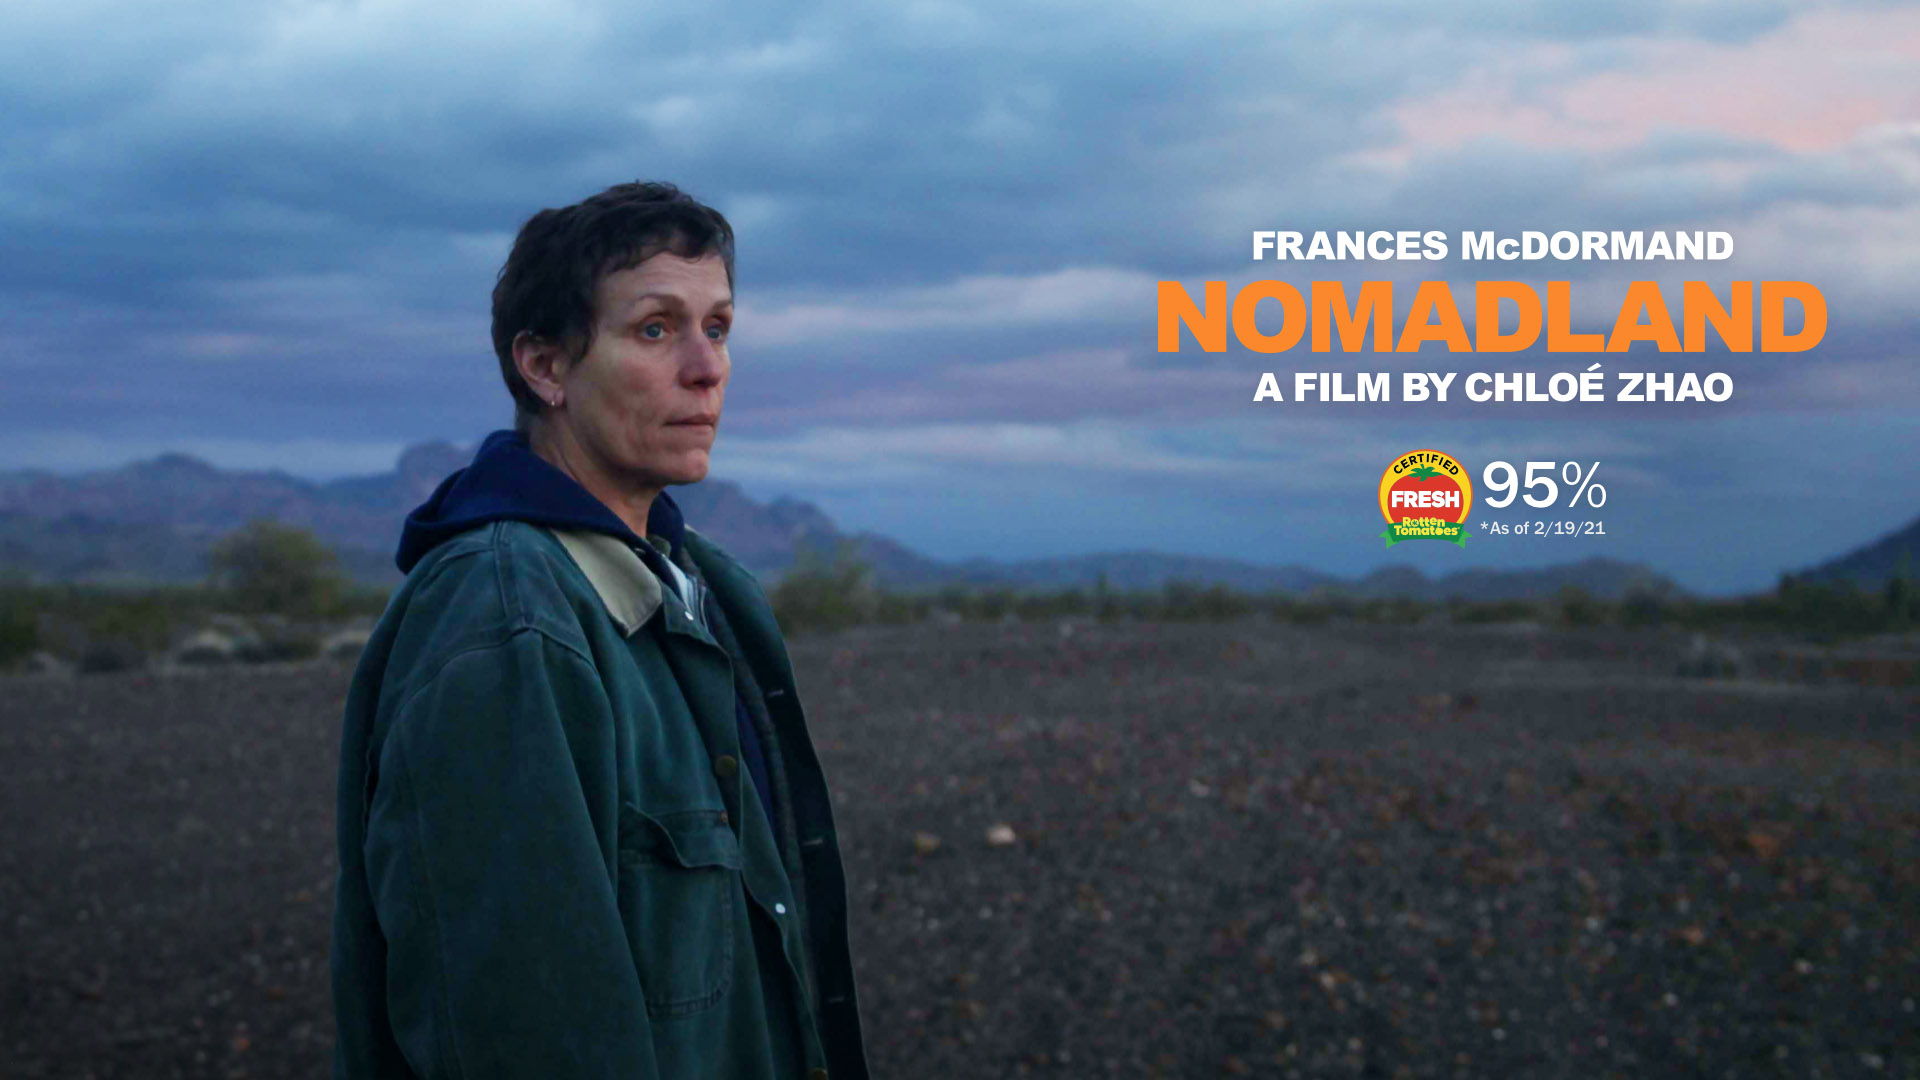 FRANCES McDORMAND
NOMADLAND
A FILM BY CHLOÉ ZHAO
CERTIFIED
FRESH
Rotten
Tomatoes
95%
*As of 2/19/21